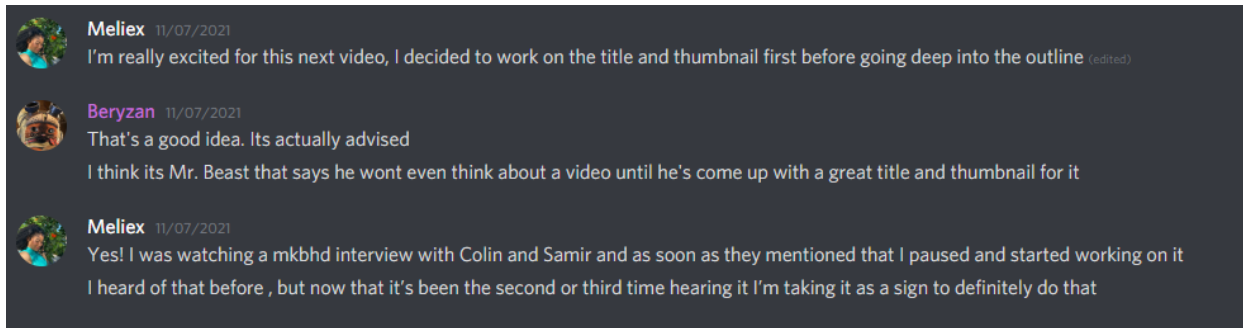 Meliex 11/07/2021
I’m really excited for this next video, I decided to work on the title and thumbnail first before going deep into the outline (edited)
Beryzan 11/07/2021
That's a good idea. Its actually advised
I think its Mr. Beast that says he wont even think about a video until he's come up with a great title and thumbnail for it
Meliex 11/07/2021
Yes! I was watching a mkbhd interview with Colin and Samir and as soon as they mentioned that I paused and started working on it
I heard of that before , but now that it’s been the second or third time hearing it I’m taking it as a sign to definitely do that